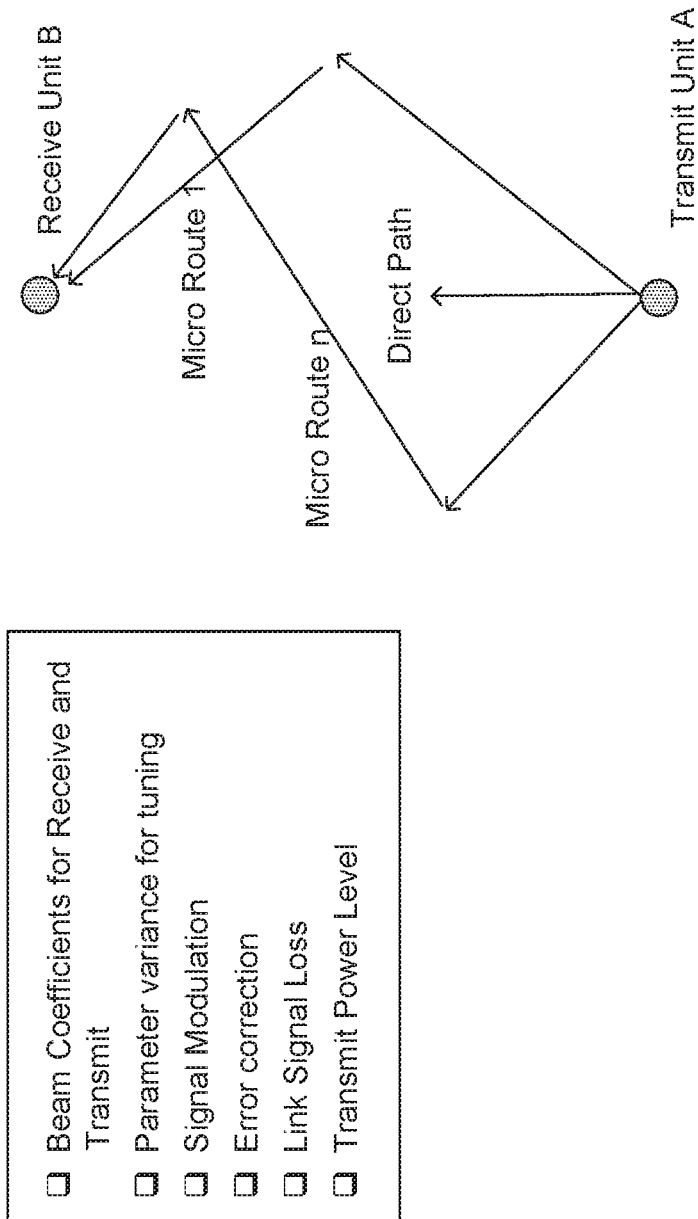 Beam Coefficients for Receive and
Transmit
Parameter variance for tuning
Signal Modulation
Error correction
Link Signal Loss
Transmit Power Level
Receive Unit B
Micro Route 1
Micro Route n
Direct Path
Transmit Unit A